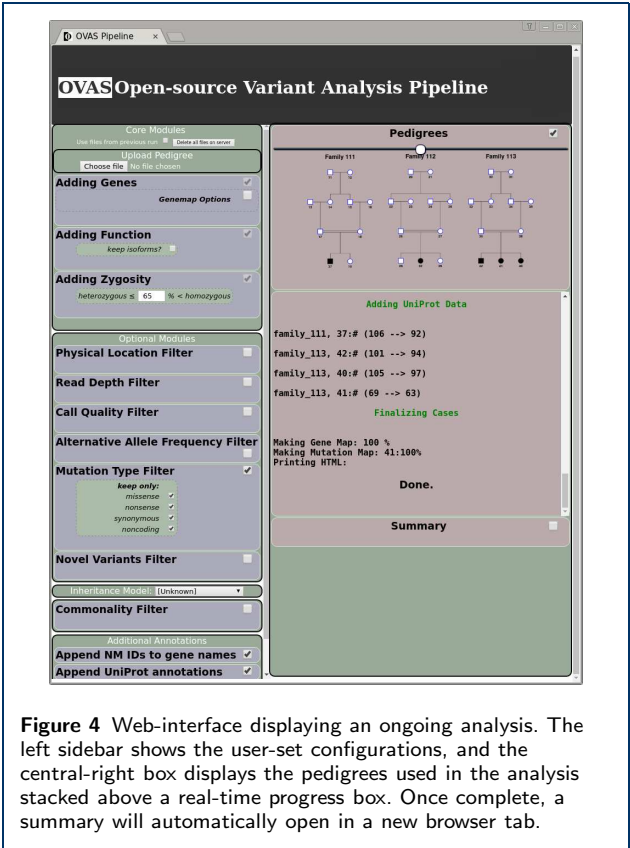 OVAS Pipeline
OVAS Open-source Variant Analysis Pipeline
Core Modules
Use files from previous run Delete all files on server
Upload Pedigree
Choose file No file chosen
Adding Genes
Genemap Options
Adding Function
keep isoforms?
Adding Zygosity
heterozygous ≤ 65 % < homozygous
Optional Modules
Physical Location Filter
Read Depth Filter
Call Quality Filter
Alternative Allele Frequency Filter
Mutation Type Filter
keep only:
missense
nonsense
synonymous
noncoding
Novel Variants Filter
Inheritance Model: [Unknown]
Commonality Filter
Additional Annotations
Append NM IDs to gene names
Append UniProt annotations
Pedigrees
Family 111 Family 112 Family 113
Adding UniProt Data
family_111, 37:# (106 --> 92)
family_113, 42:# (101 --> 94)
family_113, 40:# (105 --> 97)
family_113, 41:# (69 --> 63)
Finalizing Cases
Making Gene Map: 100 %
Making Mutation Map: 41:100%
Printing HTML:
Done.
Summary
Figure 4 Web-interface displaying an ongoing analysis. The
left sidebar shows the user-set configurations, and the
central-right box displays the pedigrees used in the analysis
stacked above a real-time progress box. Once complete, a
summary will automatically open in a new browser tab.